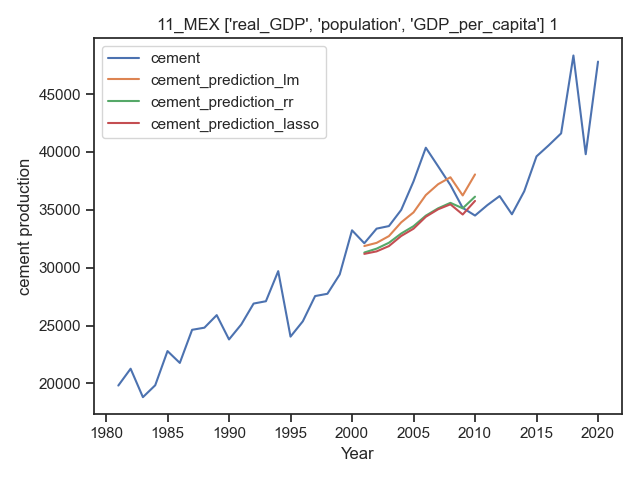 11_MEX ['real_GDP', 'population', 'GDP_per_capita'] 1
cement
cement_prediction_lm
cement_prediction_rr
cement_prediction_lasso
cement production
45000
40000
35000
30000
25000
20000
1980 1985 1990 1995 2000 2005 2010 2015 2020
Year